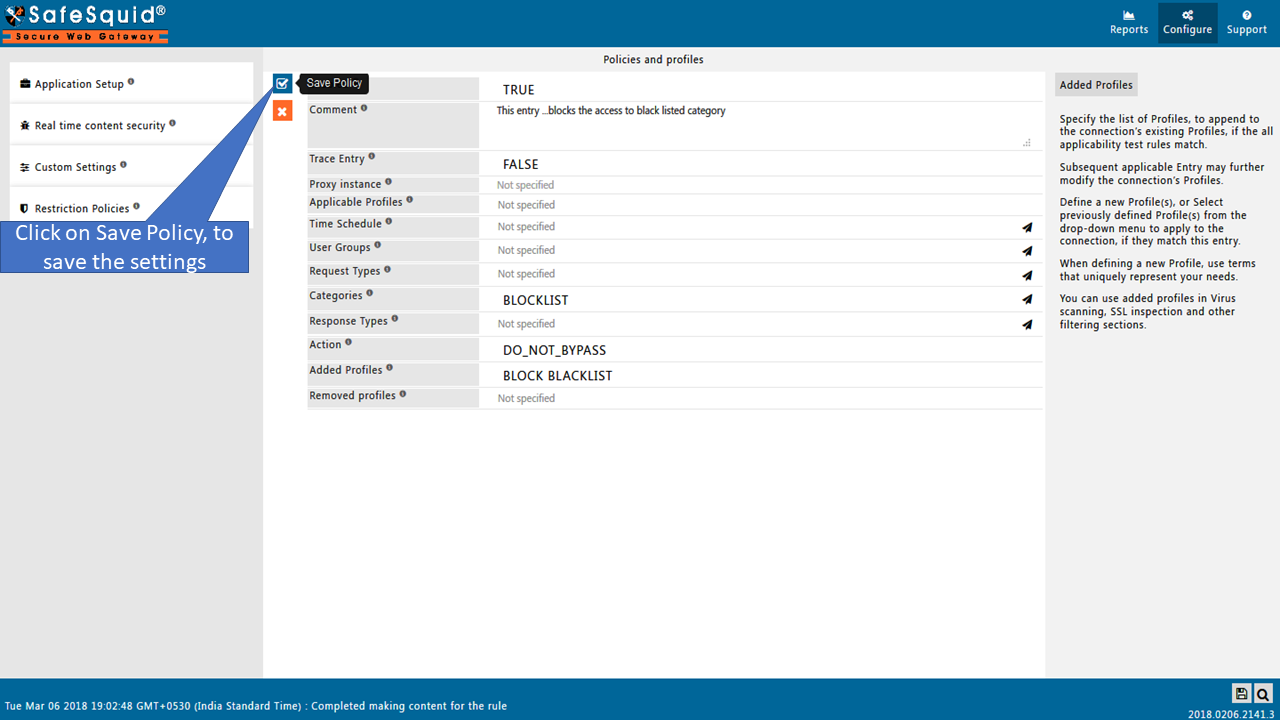 SafeSquid®
Secure Web Gateway
Reports
Configure
Support
Application Setup
Real time content security
Custom Settings
Restriction Policies
Click on Save Policy, to
save the settings
Policies and profiles
Save Policy
TRUE
Comment
This entry ...blocks the access to black listed category
Trace Entry
FALSE
Proxy instance
Not specified
Applicable Profiles
Not specified
Time Schedule
Not specified
User Groups
Not specified
Request Types
Not specified
Categories
BLOCKLIST
Response Types
Not specified
Action
DO_NOT_BYPASS
Added Profiles
BLOCK BLACKLIST
Removed profiles
Not specified
Added Profiles
Specify the list of Profiles, to append to
the connection's existing Profiles, if the all
applicability test rules match.
Subsequent applicable Entry may further
modify the connection's Profiles.
Define a new Profile(s), or Select
previously defined Profile(s) from the
drop-down menu to apply to the
connection, if they match this entry.
When defining a new Profile, use terms
that uniquely represent your needs.
You can use added profiles in Virus
scanning, SSL inspection and other
filtering sections.
Tue Mar 06 2018 19:02:48 GMT+0530 (India Standard Time) : Completed making content for the rule
2018.0206.2141.3